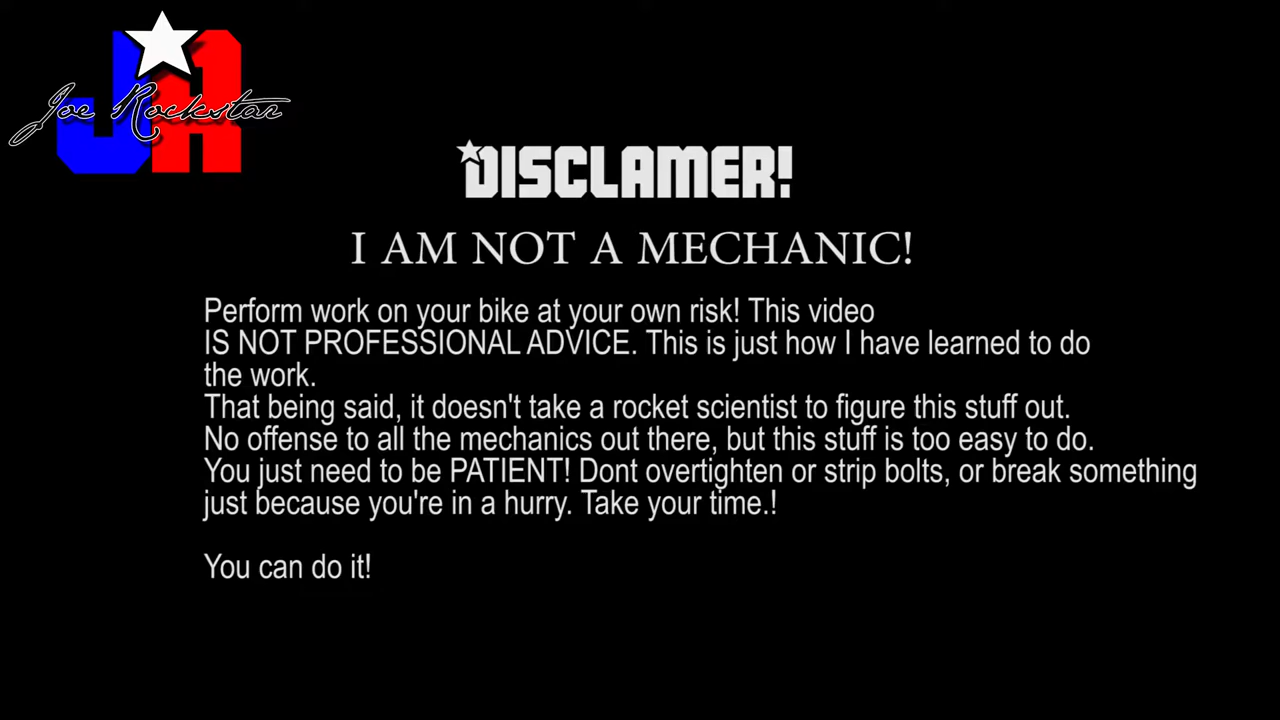 JR
Joe Rockstar
DISCLAMER!
I AM NOT A MECHANIC!
Perform work on your bike at your own risk! This video
IS NOT PROFESSIONAL ADVICE. This is just how I have learned to do
the work.
That being said, it doesn't take a rocket scientist to figure this stuff out.
No offense to all the mechanics out there, but this stuff is too easy to do.
You just need to be PATIENT! Dont overtighten or strip bolts, or break something
just because you're in a hurry. Take your time.!
You can do it!